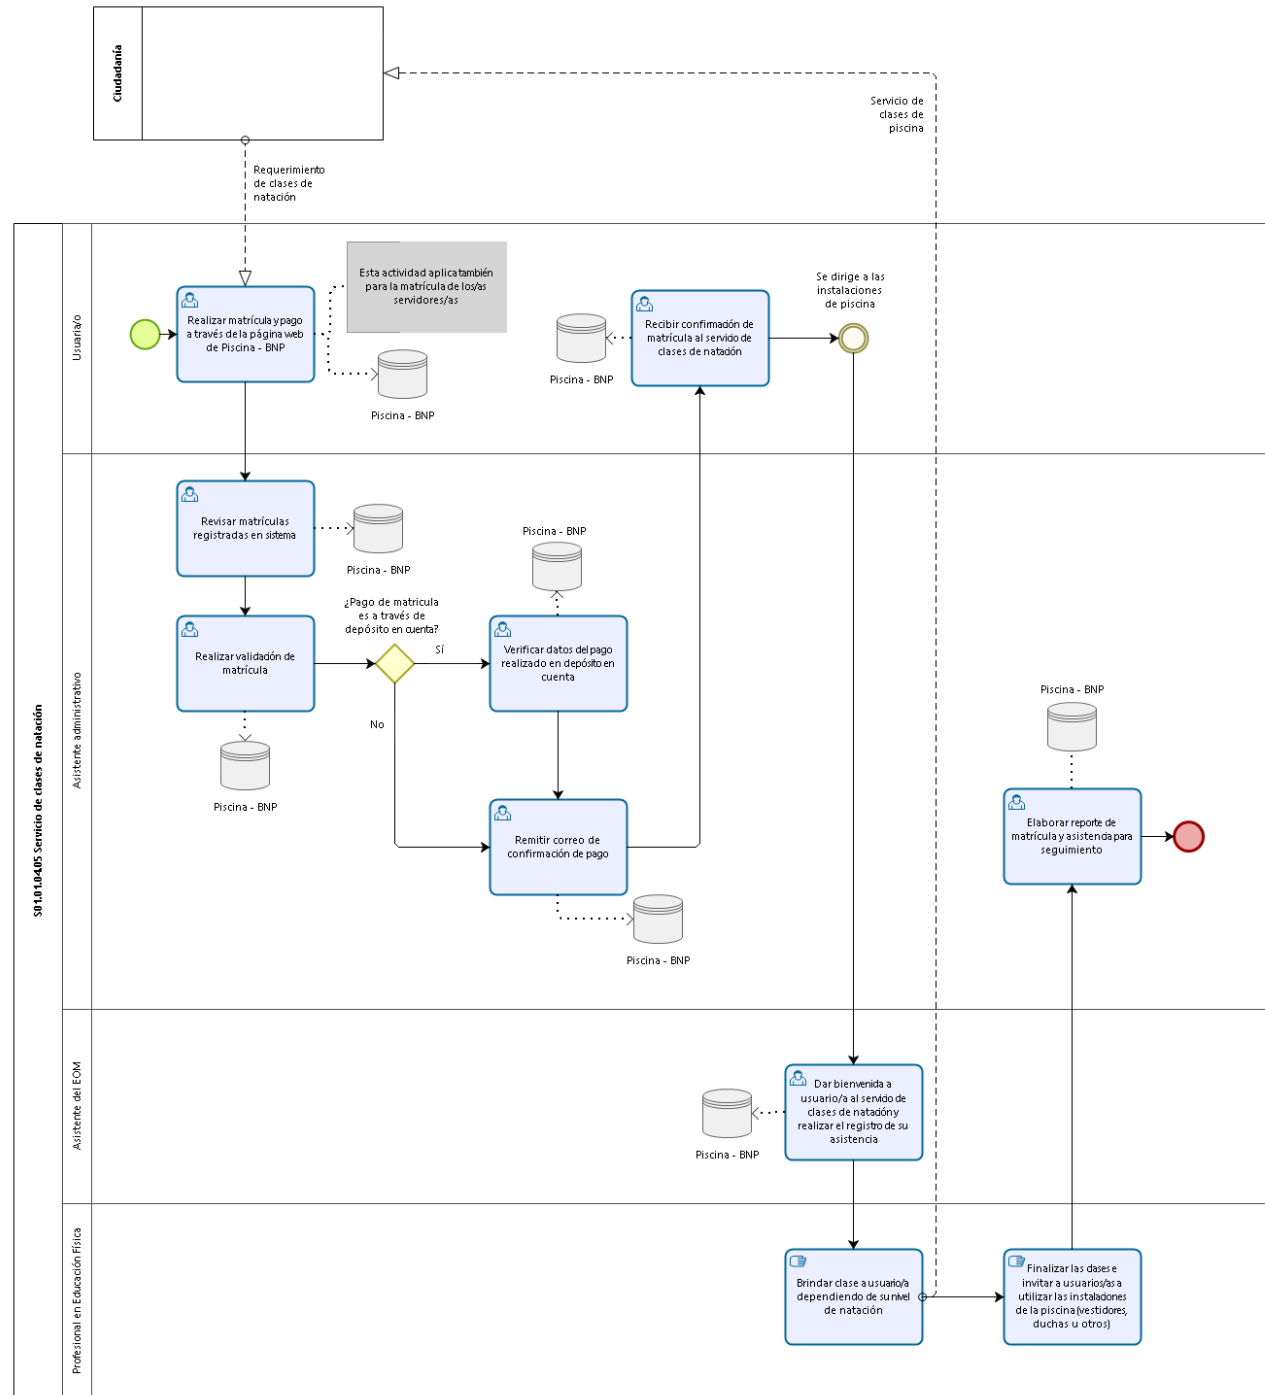 Ciudadanía
Servicio de
clases de
piscina
Requerimiento
de clases de
natación
S01.01.04.05 Servicio de clases de natación
Usuaria/o
Realizar matrícula y pago
a través de la página web
de Piscina - BNP
Esta actividad aplica también
para la matrícula de los/as
servidores/as
Piscina - BNP
Piscina - BNP
Recibir confirmación de
matrícula al servicio de
clases de natación
Se dirige a las
instalaciones
de piscina
Asistente administrativo
Revisar matrículas
registradas en sistema
Piscina - BNP
Realizar validación de
matrícula
Piscina - BNP
¿Pago de matricula
es a través de
depósito en cuenta?
Sí
No
Piscina - BNP
Verificar datos del pago
realizado en depósito en
cuenta
Remitir correo de
confirmación de pago
Piscina - BNP
Piscina - BNP
Elaborar reporte de
matrícula y asistencia para
seguimiento
Asistente del EOM
Dar bienvenida a
usuario/a al servicio de
clases de natación y
realizar el registro de su
asistencia
Piscina - BNP
Profesional en Educación Física
Brindar clase a usuario/a
dependiendo de su nivel
de natación
Finalizar las clases e
invitar a usuarios/as a
utilizar las instalaciones
de la piscina (vestidores,
duchas u otros)